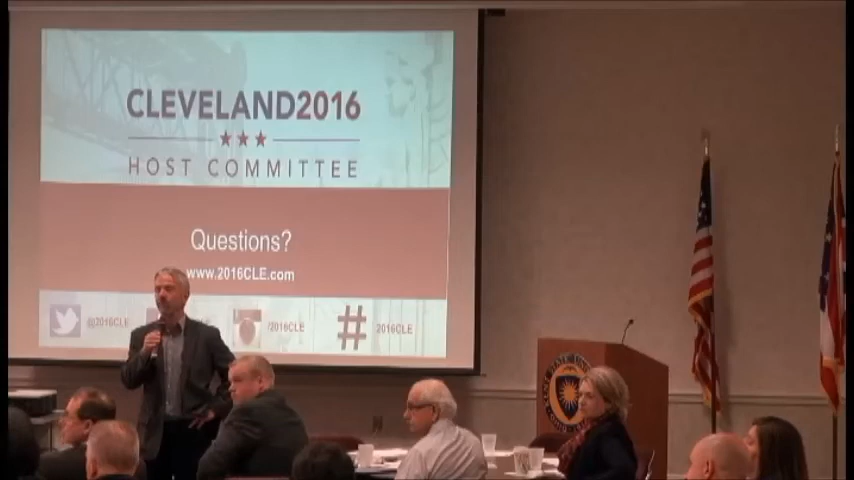 CLEVELAND2016
HOST COMMITTEE
Questions?
www.2016CLE.com
@2016CLE
/2016CLE
#
2016CLE